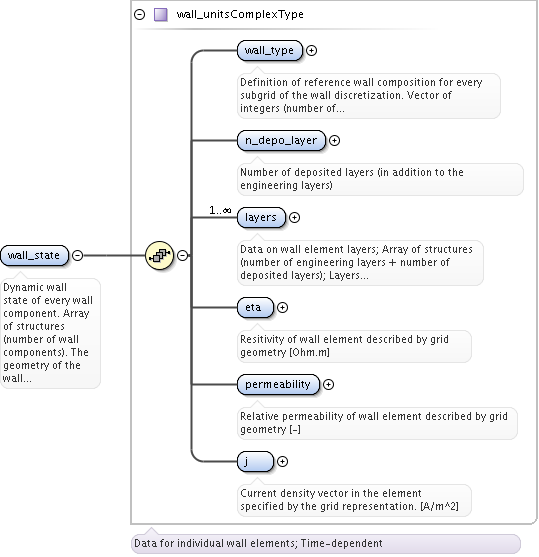 wall_unitsComplexType
wall_type
Definition of reference wall composition for every
subgrid of the wall discretization. Vector of
integers (number of...
n_depo_layer
Number of deposited layers (in addition to the
engineering layers)
1..∞
layers
Data on wall element layers; Array of structures
(number of engineering layers + number of
deposited layers); Layers...
wall_state
Dynamic wall
state of every wall
component. Array
of structures
(number of wall
components). The
geometry of the
wall...
eta
Resitivity of wall element described by grid
geometry [Ohm.m]
permeability
Relative permeability of wall element described by grid
geometry [-]
j
Current density vector in the element
specified by the grid representation. [A/m^2]
Data for individual wall elements; Time-dependent